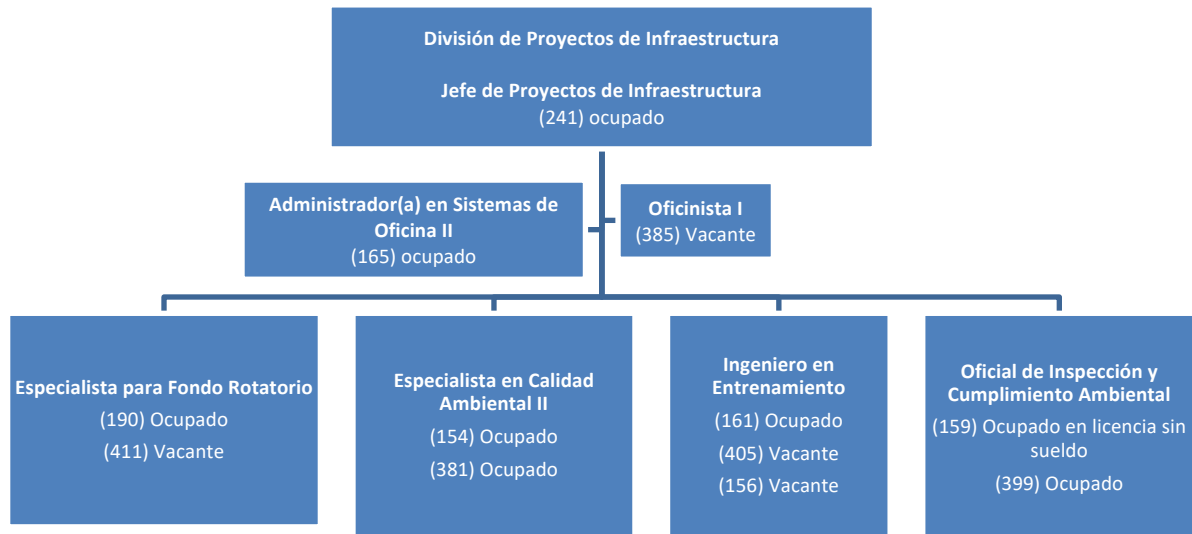 División de Proyectos de Infraestructura
Jefe de Proyectos de Infraestructura
(241) ocupado
Administrador(a) en Sistemas de
Oficina II
(165) ocupado
Oficinista I
(385) Vacante
Especialista para Fondo Rotatorio
(190) Ocupado
(411) Vacante
Especialista en Calidad
Ambiental II
(154) Ocupado
(381) Ocupado
Ingeniero en
Entrenamiento
(161) Ocupado
(405) Vacante
(156) Vacante
Oficial de Inspección y
Cumplimiento Ambiental
(159) Ocupado en licencia sin
sueldo
(399) Ocupado